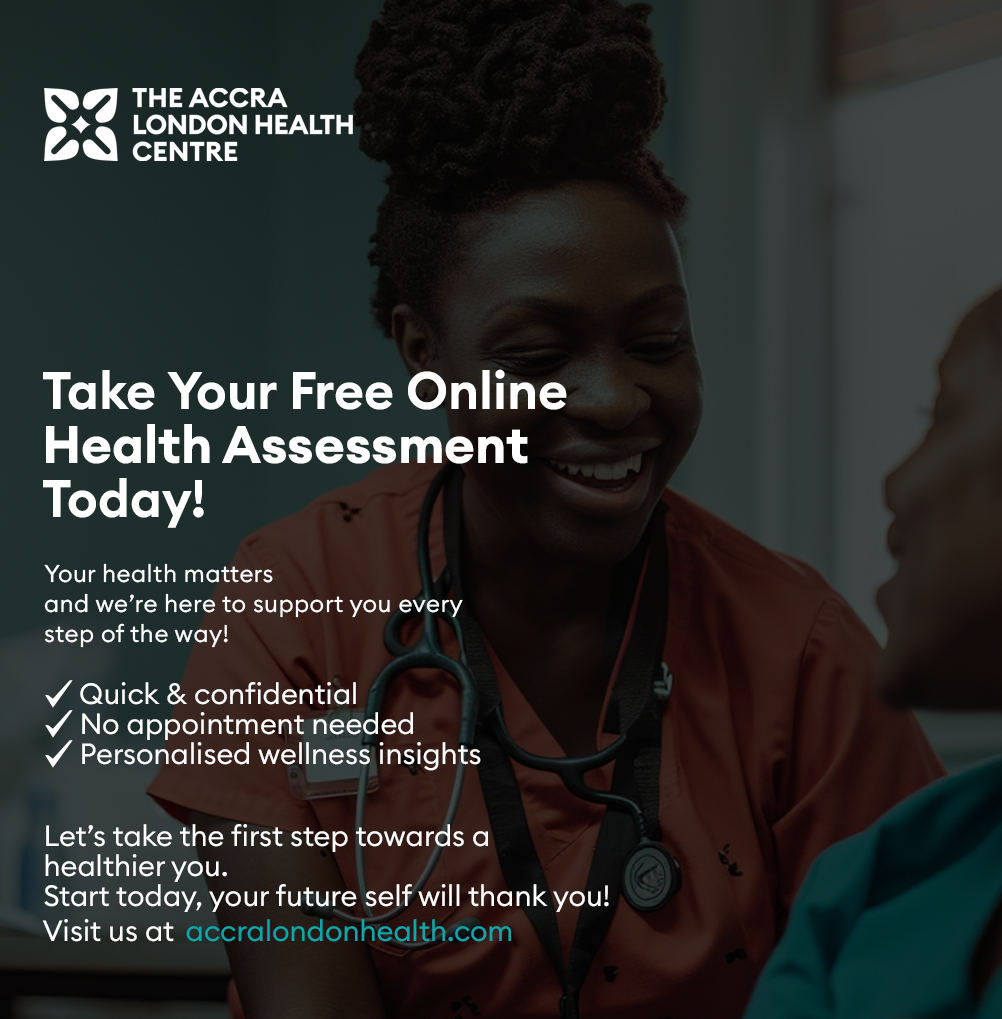 THE ACCRA
LONDON HEALTH
CENTRE
Take Your Free Online
Health Assessment
Today!
Your health matters
and we’re here to support you every
step of the way!
✓ Quick & confidential
✓ No appointment needed
✓ Personalised wellness insights
Let’s take the first step towards a
healthier you.
Start today, your future self will thank you!
Visit us at accralondonhealth.com